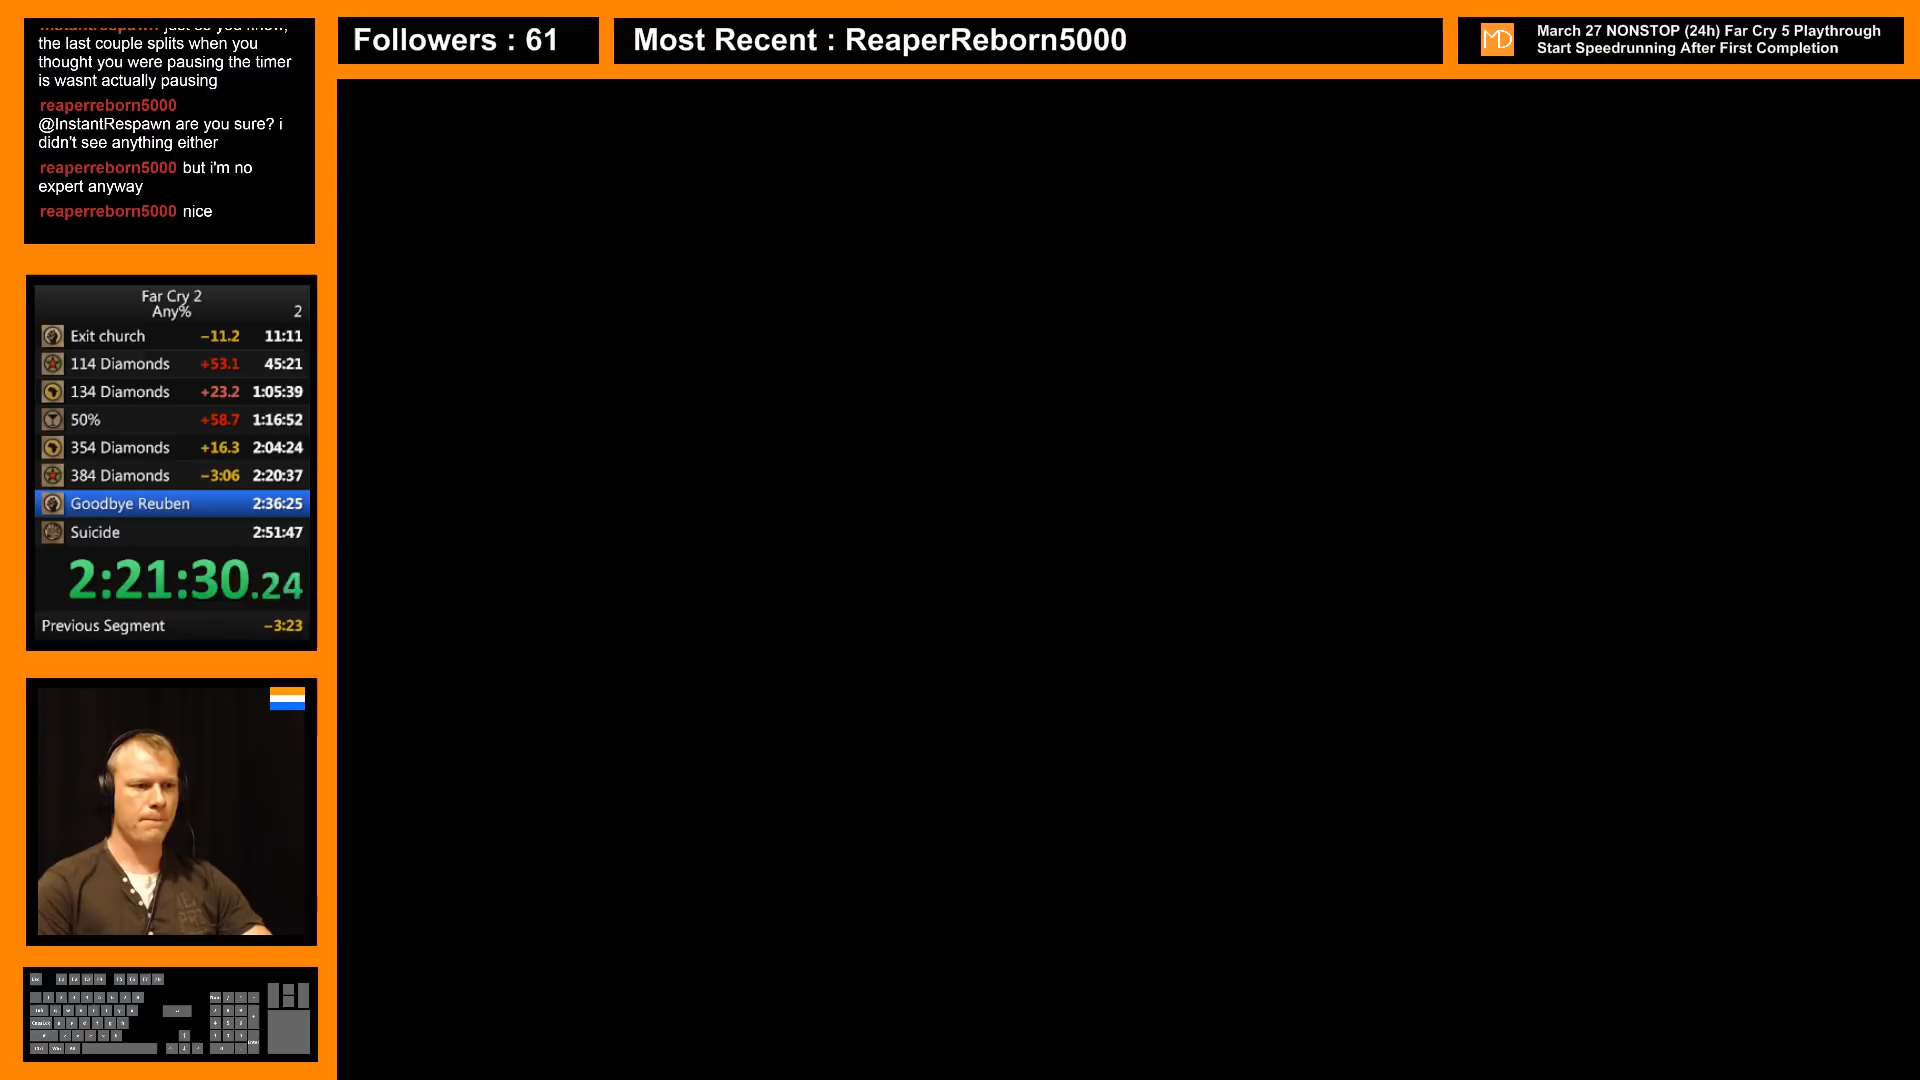 just so you know,
the last couple splits when you
thought you were pausing the timer
is wasnt actually pausing
reaperreborn5000
@InstantRespawn are you sure? i
didn't see anything either
reaperreborn5000 but i'm no
expert anyway
reaperreborn5000 nice
Followers : 61
Most Recent : ReaperReborn5000
MD
March 27 NONSTOP (24h) Far Cry 5 Playthrough
Start Speedrunning After First Completion
Far Cry 2
Any% 2
Exit church −11.2 11:11
114 Diamonds +53.1 45:21
134 Diamonds +23.2 1:05:39
50% +58.7 1:16:52
354 Diamonds +16.3 2:04:24
384 Diamonds −3:06 2:20:37
Goodbye Reuben 2:36:25
Suicide 2:51:47
2:21:30.24
Previous Segment −3:23